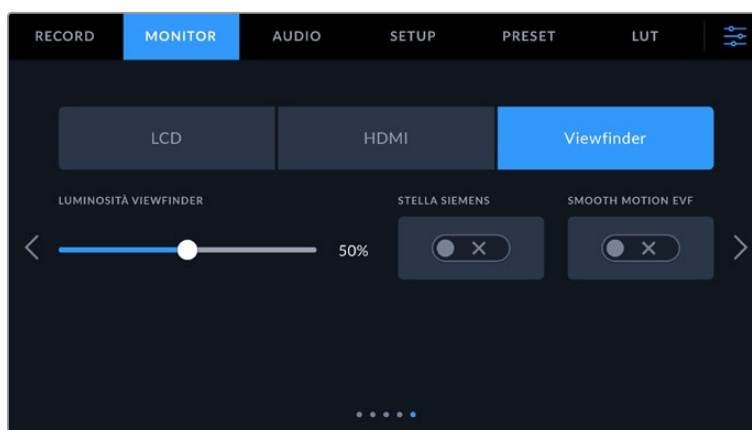 RECORD MONITOR AUDIO SETUP PRESET LUT
LCD HDMI Viewfinder
LUMINOSITÀ VIEWFINDER STELLA SIEMENS SMOOTH MOTION EVF
50%